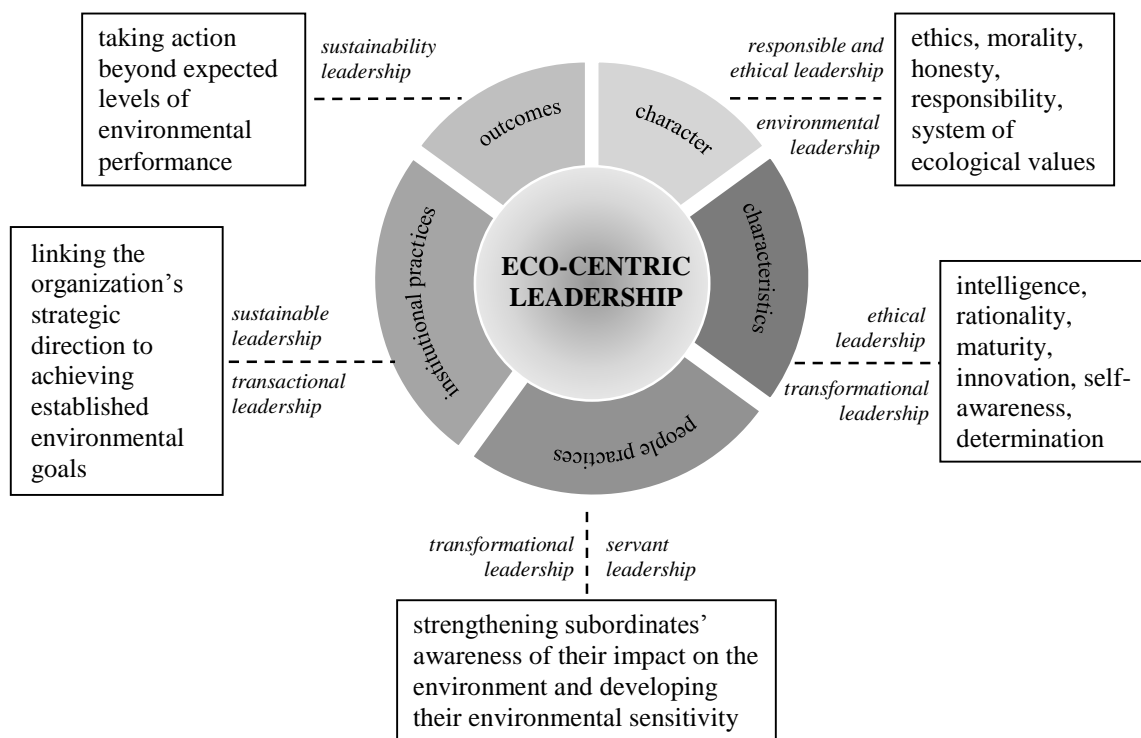 taking action
beyond expected
levels of
environmental
performance
sustainability
leadership
outcomes
character
responsible and
ethical leadership
environmental
leadership
ethics, morality,
honesty,
responsibility,
system of
ecological values
linking the
organization’s
strategic
direction to
achieving
established
environmental
goals
sustainable
leadership
transactional
leadership
institutional practices
ECO-CENTRIC
LEADERSHIP
characteristics
ethical
leadership
transformational
leadership
intelligence,
rationality,
maturity,
innovation, self-
awareness,
determination
people practices
transformational
leadership
servant
leadership
strengthening subordinates’
awareness of their impact on the
environment and developing
their environmental sensitivity